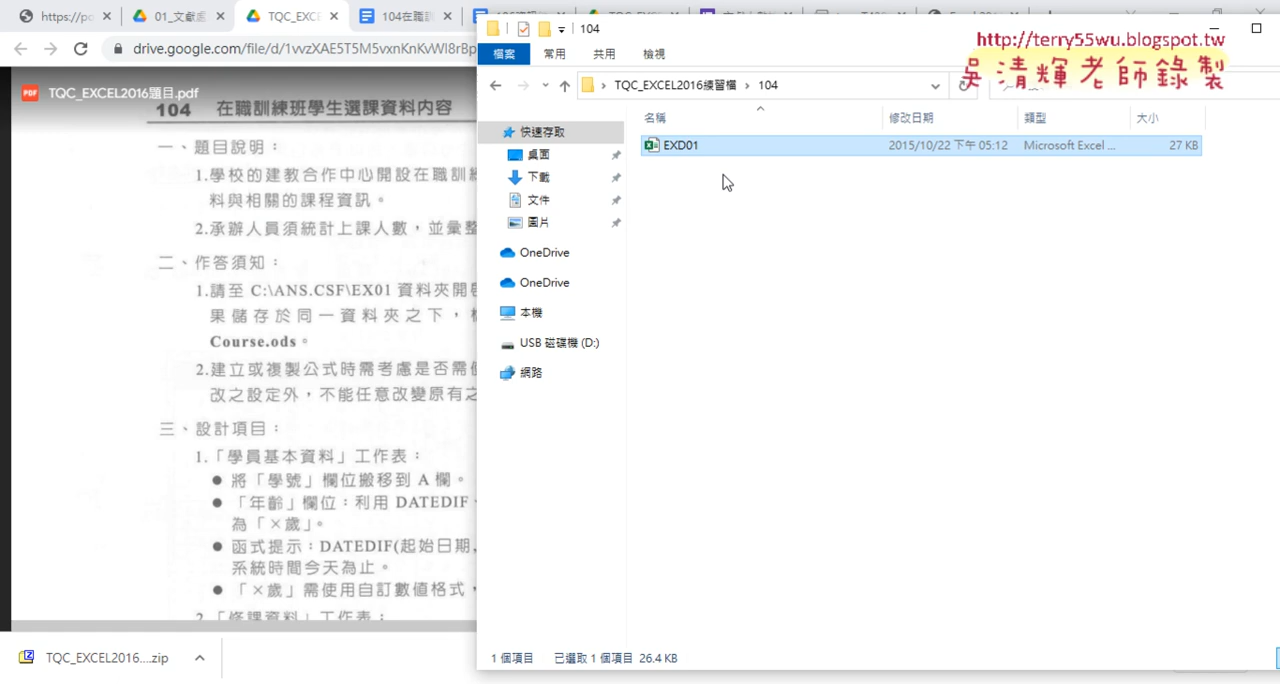 https://po
01_文獻處
TQC_EXCE
104在職訓
drive.google.com/file/d/1vvzXAE5T5M5vxnKnKvWl8rBp
TQC_EXCEL2016題目.pdf
104 在職訓練班學生選課資料內容
一、題目說明：
1.學校的建教合作中心開設在職訓練
料與相關的課程資訊。
2.承辦人員須統計上課人數，並彙整
二、作答須知：
1.請至 C:\ANS.CSF\EX01 資料夾開啟
果儲存於同一資料夾之下，
Course.ods。
2.建立或複製公式時需考慮是否需使
改之設定外，不能任意改變原有之
三、設計項目：
1.「學員基本資料」工作表：
● 將「學號」欄位搬移到 A 欄。
● 「年齡」欄位：利用 DATEDIF
為「×歲」。
● 函式提示：DATEDIF(起始日期,
系統時間今天為止。
● 「×歲」需使用自訂數值格式，
2.「修課資料」工作表：
TQC_EXCEL2016....zip
104
檔案 常用 共用 檢視
TQC_EXCEL2016練習檔 › 104
http://terry55wu.blogspot.tw
吳清輝老師錄製
名稱 修改日期 類型 大小
EXD01 2015/10/22 下午 05:12 Microsoft Excel ... 27 KB
快速存取
桌面
下載
文件
圖片
OneDrive
OneDrive
本機
USB 磁碟機 (D:)
網路
1 個項目 已選取 1 個項目 26.4 KB